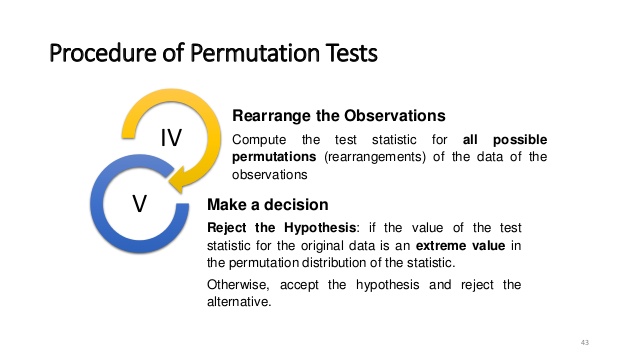 Procedure of Permutation Tests
IV
Rearrange the Observations
Compute the test statistic for all possible
permutations (rearrangements) of the data of the
observations
V
Make a decision
Reject the Hypothesis: if the value of the test
statistic for the original data is an extreme value in
the permutation distribution of the statistic.
Otherwise, accept the hypothesis and reject the
alternative.
43